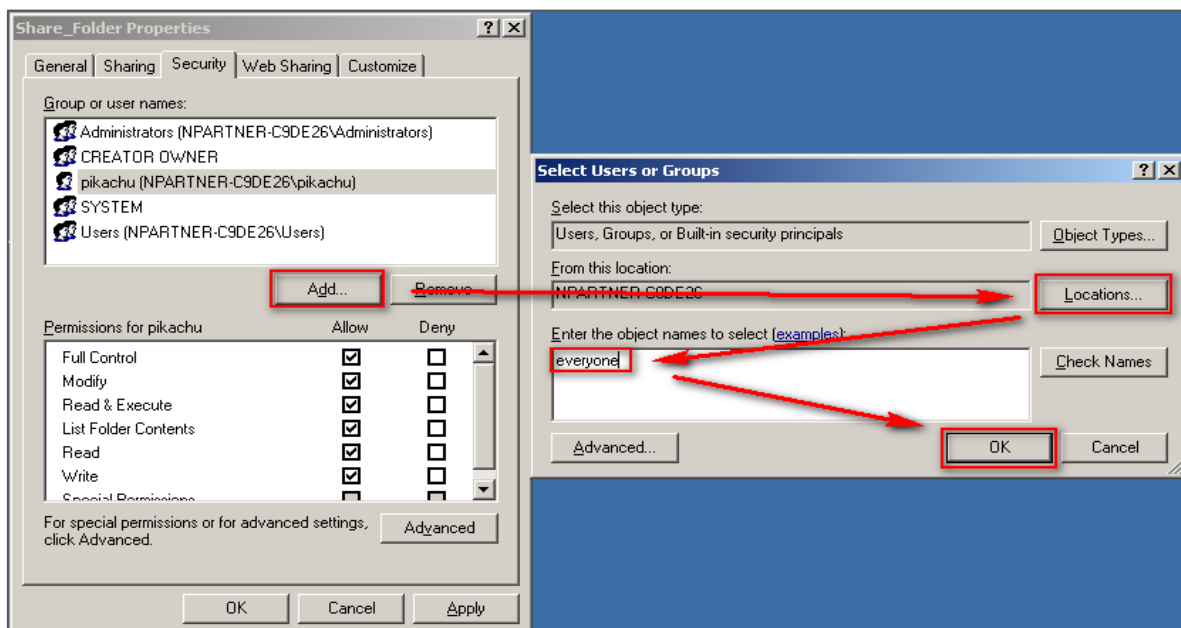 Share_Folder Properties
General Sharing Security Web Sharing Customize
Group or user names:
Administrators (NPARTNER-C9DE26\Administrators)
CREATOR OWNER
pikachu (NPARTNER-C9DE26\pikachu)
SYSTEM
Users (NPARTNER-C9DE26\Users)
Add... Remove
Permissions for pikachu Allow Deny
Full Control
Modify
Read & Execute
List Folder Contents
Read
Write
Special Permissions
For special permissions or for advanced settings,
click Advanced.
Advanced
OK Cancel Apply
Select Users or Groups
Select this object type:
Users, Groups, or Built-in security principals
Object Types...
From this location:
NPARTNER-C9DE26
Locations...
Enter the object names to select (examples):
everyone
Check Names
Advanced... OK Cancel